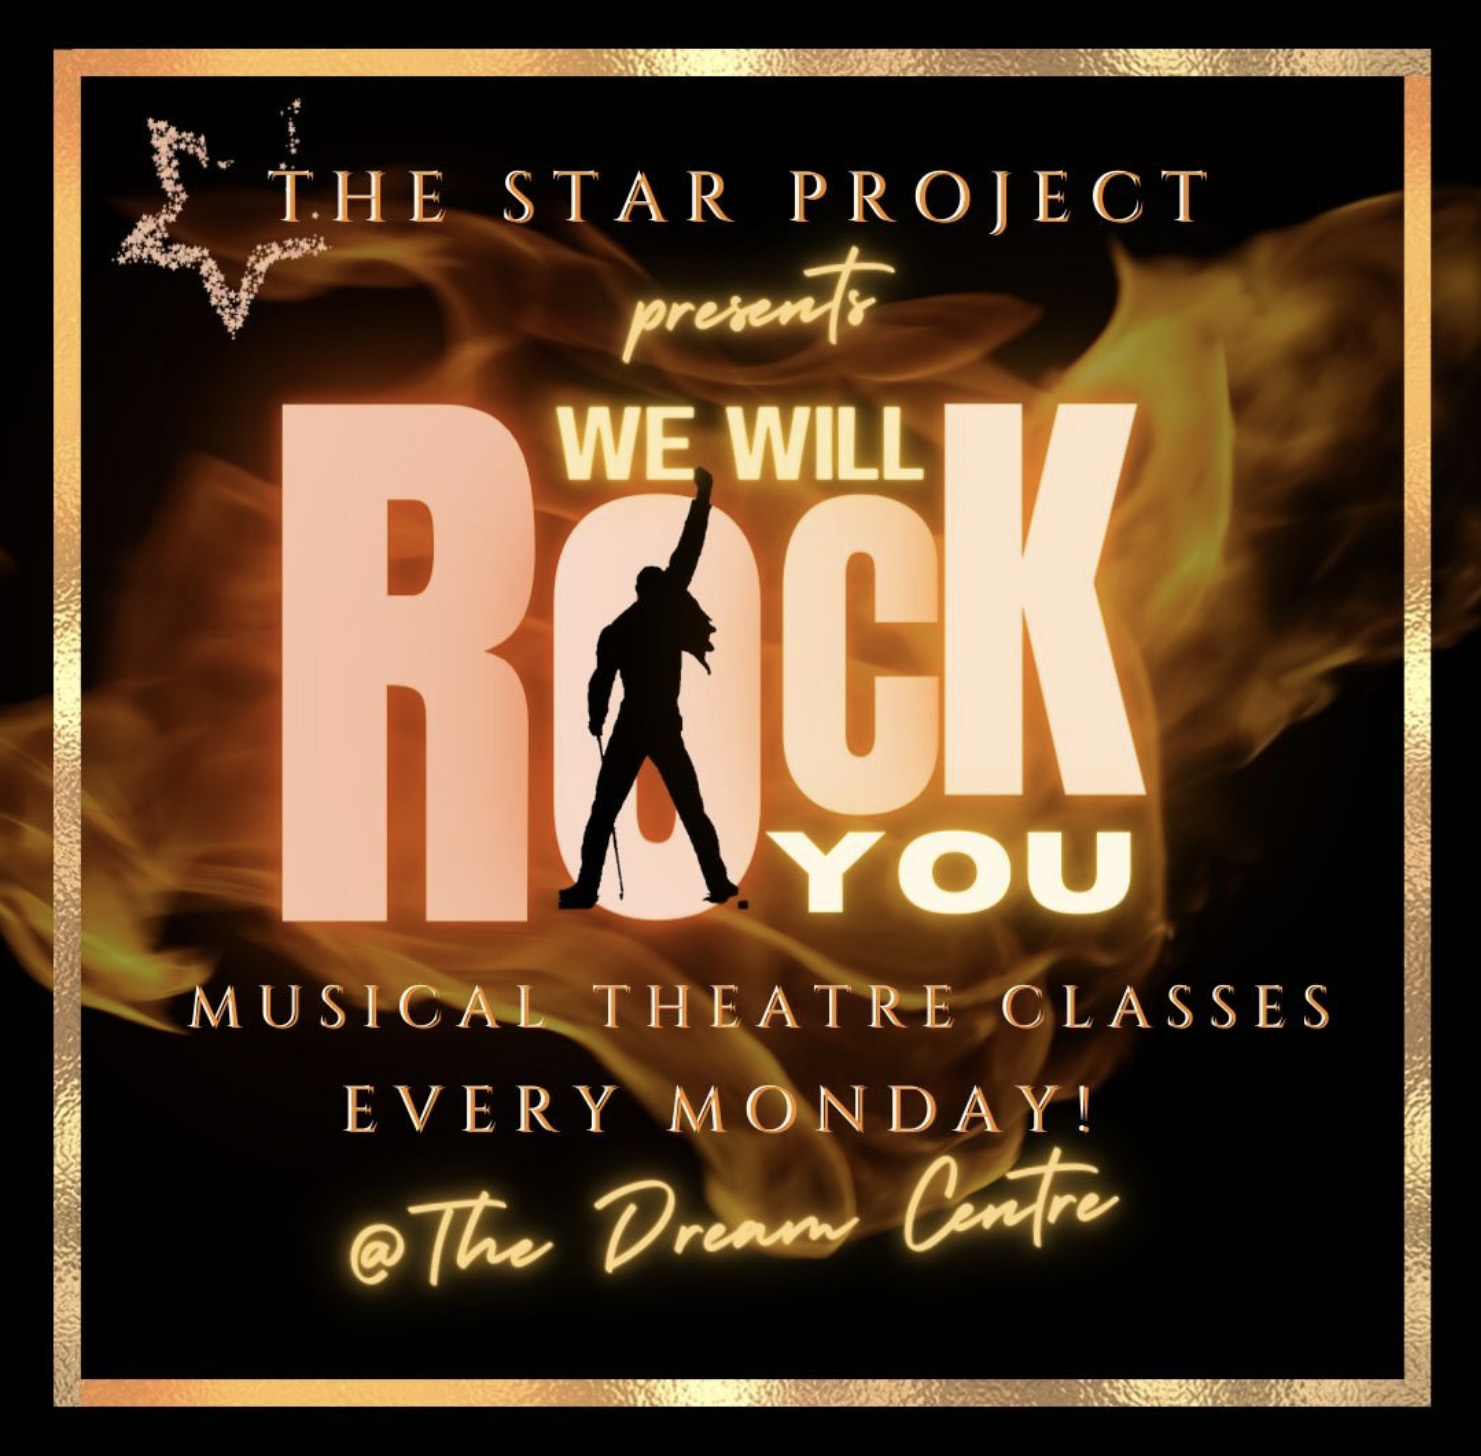 THE STAR PROJECT
presents
WE WILL
ROCK
YOU
MUSICAL THEATRE CLASSES
EVERY MONDAY!
@The Dream Centre